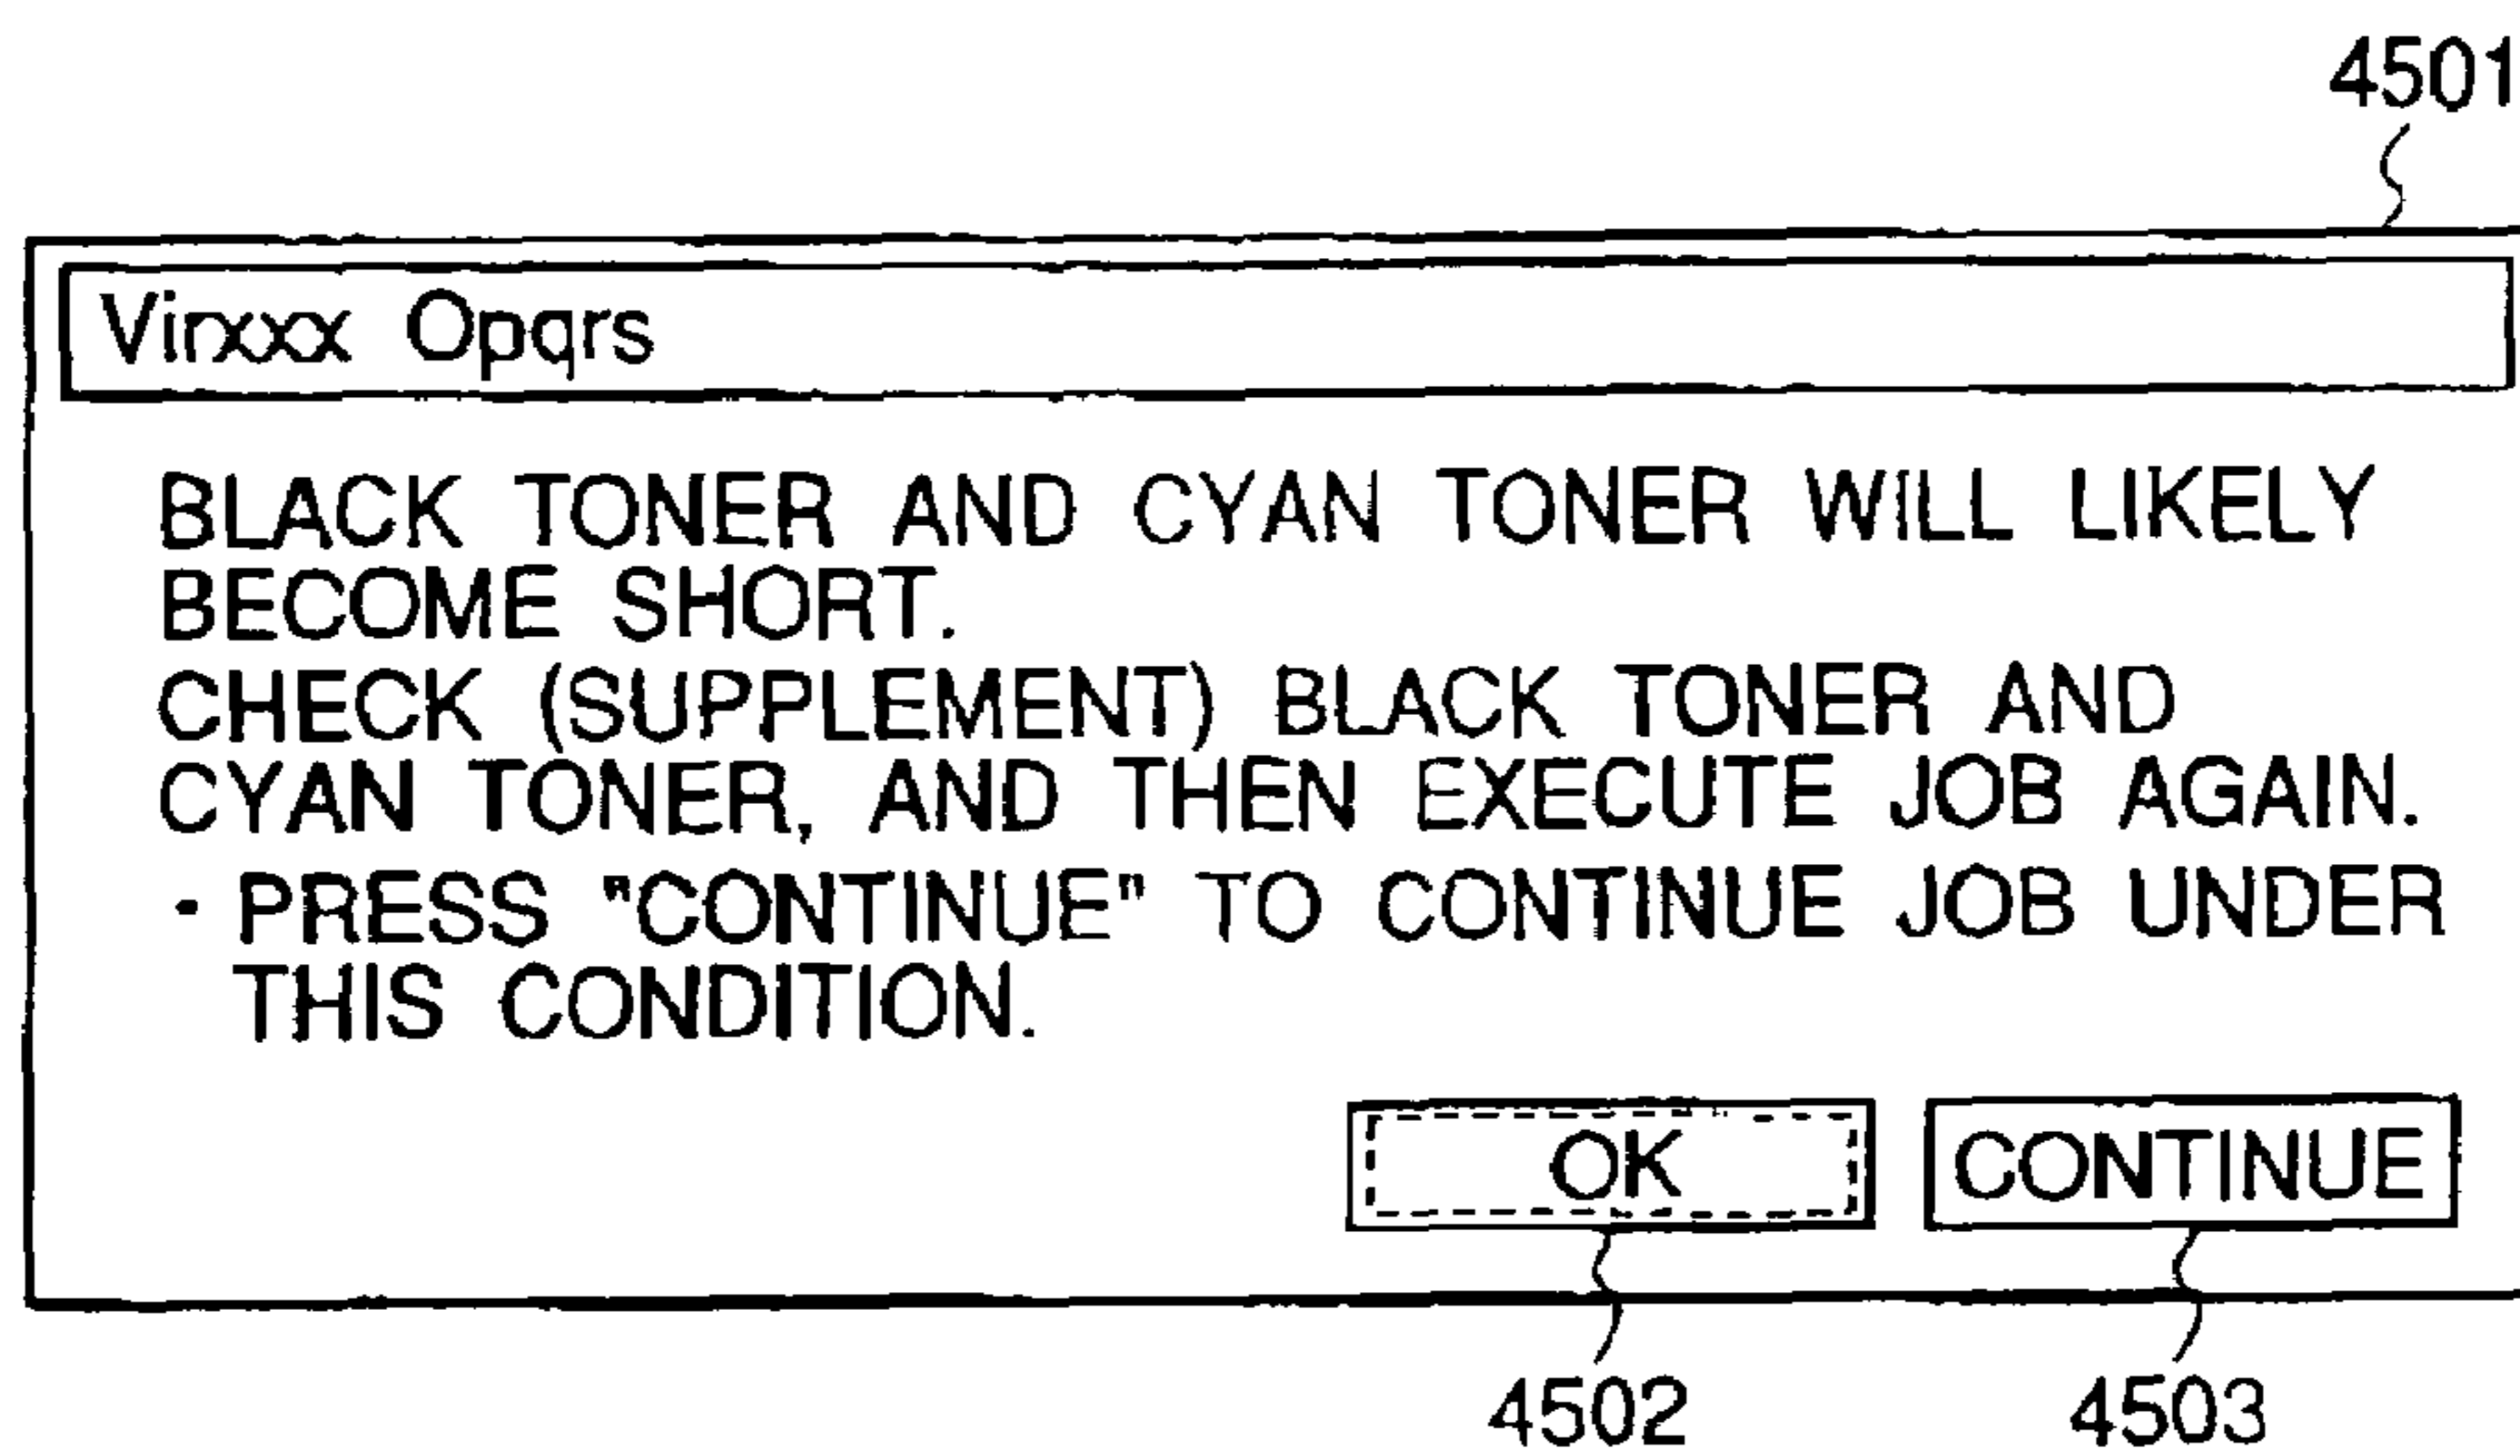 4501
Virxxx Opqrs
BLACK TONER AND CYAN TONER WILL LIKELY
BECOME SHORT.
CHECK (SUPPLEMENT) BLACK TONER AND
CYAN TONER, AND THEN EXECUTE JOB AGAIN.
· PRESS "CONTINUE" TO CONTINUE JOB UNDER
THIS CONDITION.
OK CONTINUE
4502 4503